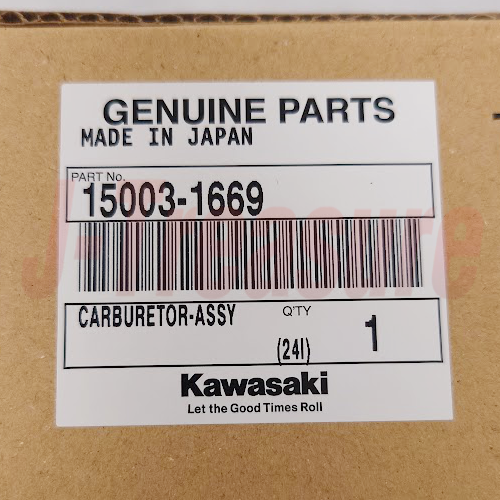 GENUINE PARTS
MADE IN JAPAN
PART No.
15003-1669
J-Treasure
CARBURETOR-ASSY
Q'TY
(24I)
1
Kawasaki
Let the Good Times Roll